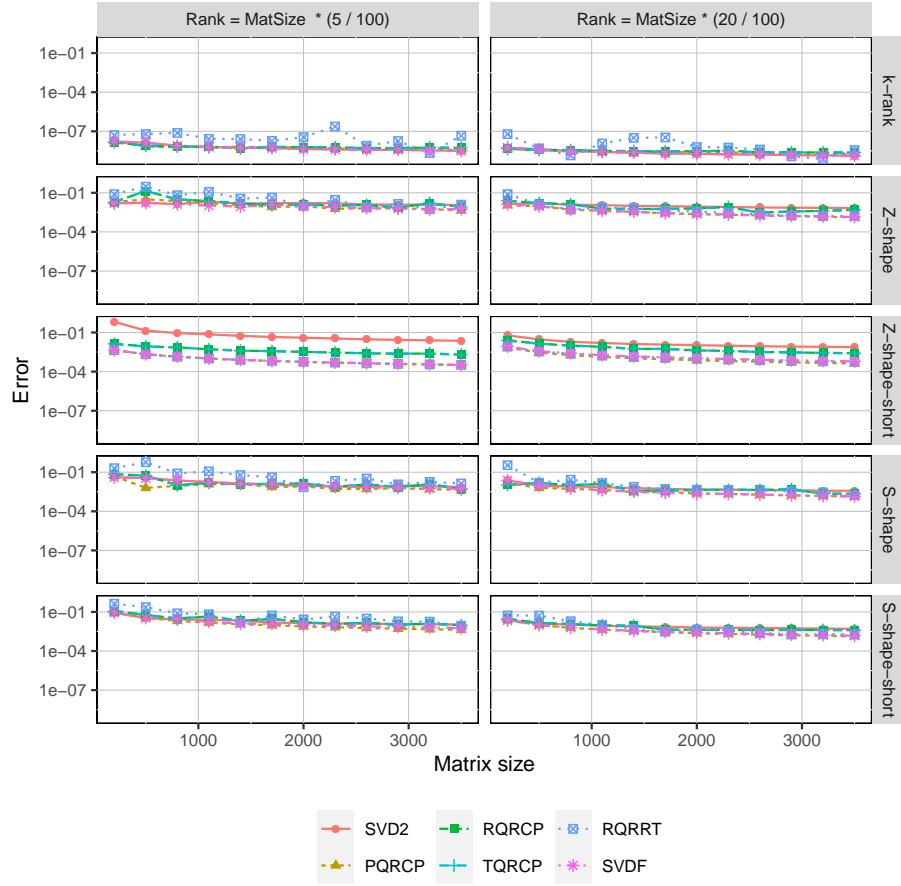 Rank = MatSize * (5 / 100)
Rank = MatSize * (20 / 100)
1e−01
1e−04
1e−07
k−rank
1e−01
1e−04
1e−07
Z−shape
1e−01
1e−04
1e−07
Z−shape−short
1e−01
1e−04
1e−07
S−shape
1e−01
1e−04
1e−07
S−shape−short
Error
1000 2000 3000
1000 2000 3000
Matrix size
SVD2 RQRCP RQRRT
PQRCP TQRCP SVDF